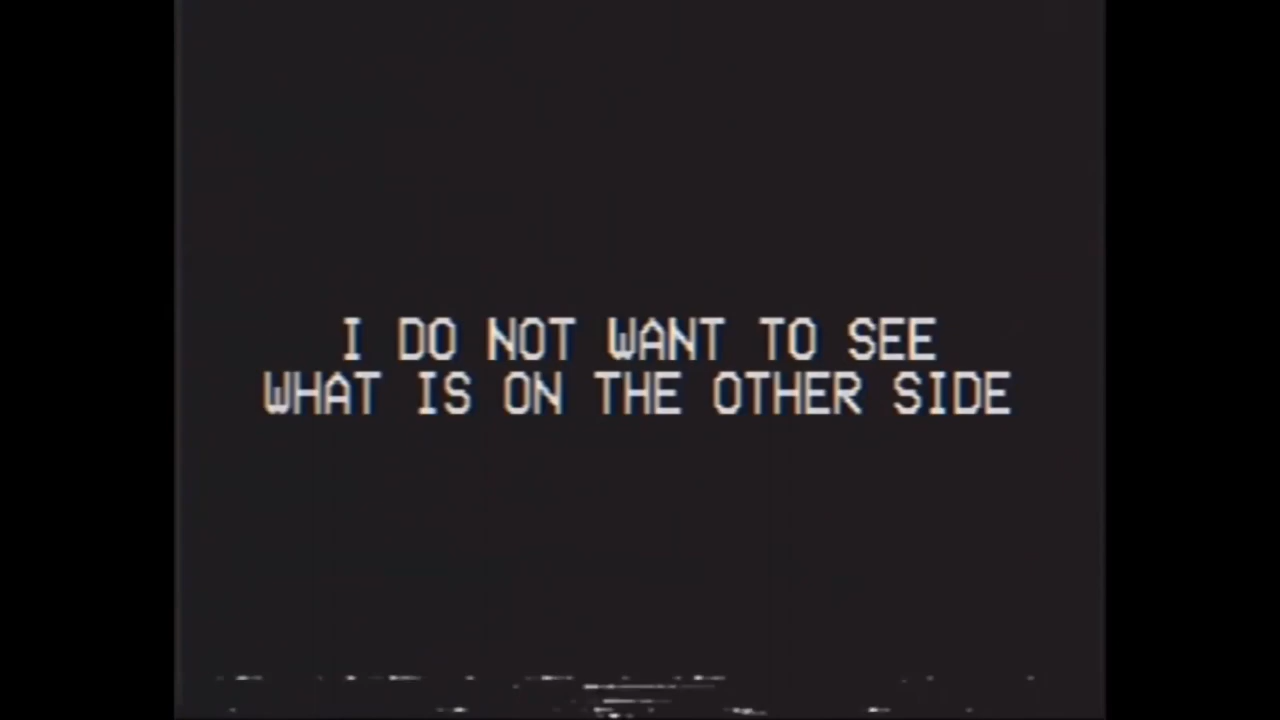 I DO NOT WANT TO SEE
WHAT IS ON THE OTHER SIDE